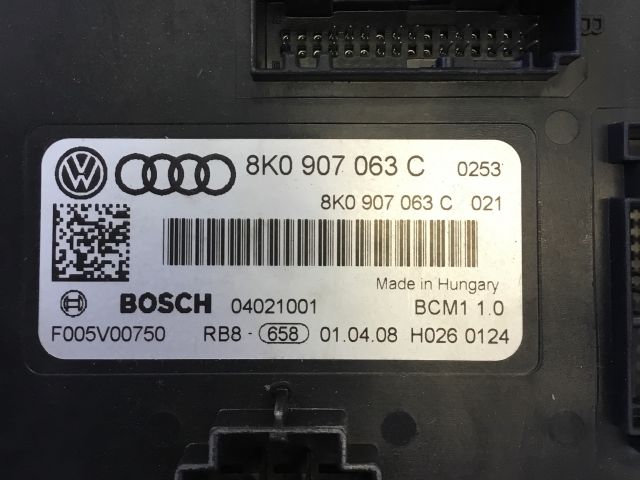 B
8K0 907 063 C 0253
8K0 907 063 C 021
Made in Hungary
BOSCH 04021001 BCM1 1.0
F005V00750 RB8 - 658 01.04.08 H026 0124